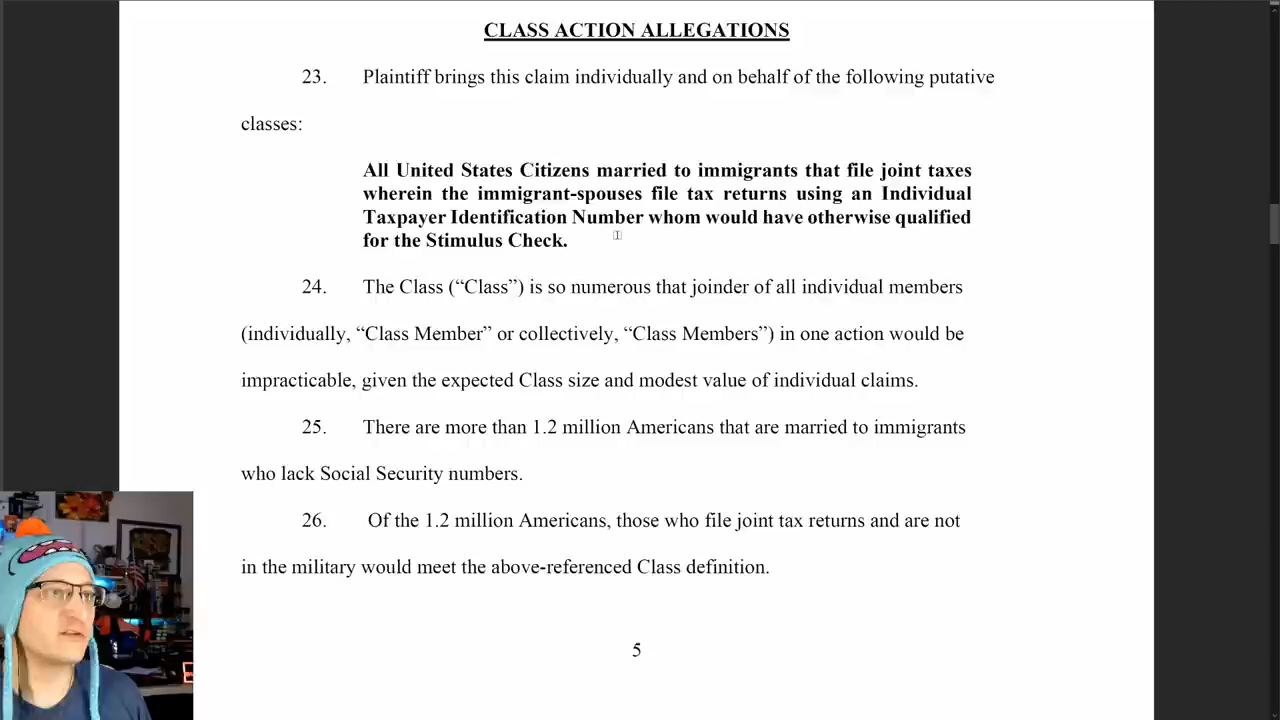 CLASS ACTION ALLEGATIONS
23. Plaintiff brings this claim individually and on behalf of the following putative
classes:
All United States Citizens married to immigrants that file joint taxes
wherein the immigrant-spouses file tax returns using an Individual
Taxpayer Identification Number whom would have otherwise qualified
for the Stimulus Check.
24. The Class (“Class”) is so numerous that joinder of all individual members
(individually, “Class Member” or collectively, “Class Members”) in one action would be
impracticable, given the expected Class size and modest value of individual claims.
25. There are more than 1.2 million Americans that are married to immigrants
who lack Social Security numbers.
26. Of the 1.2 million Americans, those who file joint tax returns and are not
in the military would meet the above-referenced Class definition.
5